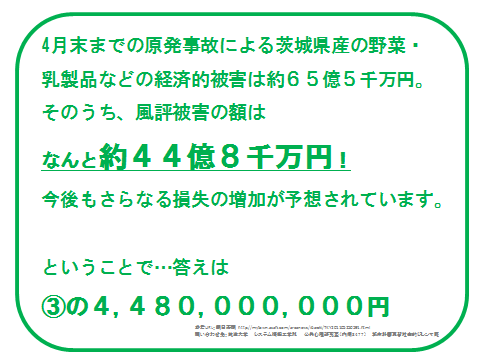 4月末までの原発事故による茨城県産の野菜・
乳製品などの経済的被害は約６５億５千万円。
そのうち、風評被害の額は
なんと約４４億８千万円！
今後もさらなる損失の増加が予想されています。
ということで…答えは
③の４,４８０,０００,０００円